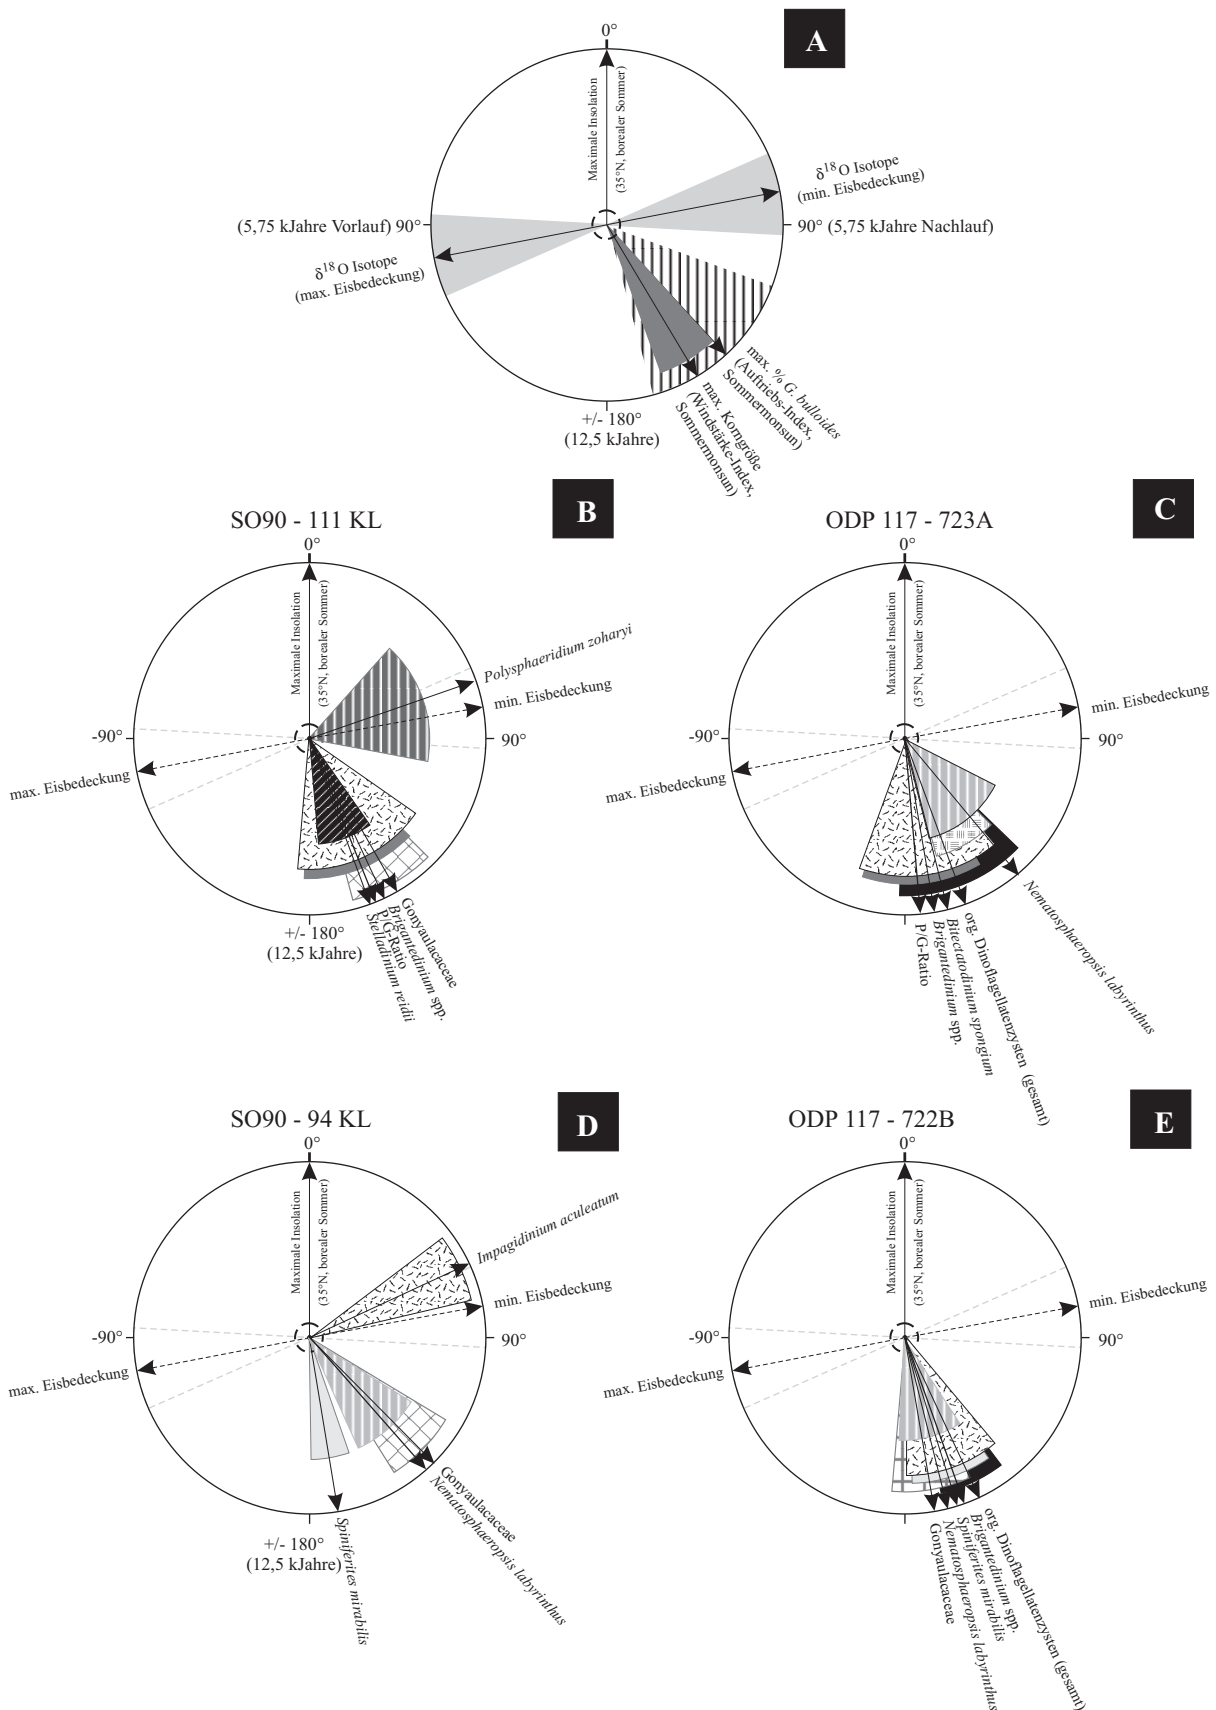 A
0°
Maximale Insolation
(35°N, borealer Sommer)
δ18O Isotope
(min. Eisbedeckung)
(5,75 kJahre Vorlauf) 90°
90° (5,75 kJahre Nachlauf)
δ18O Isotope
(max. Eisbedeckung)
max. % G. bulloides
(Auftriebs-Index,
Sommermonsun)
max. Korngröße
(Windstärke-Index,
Sommermonsun)
+/- 180°
(12,5 kJahre)
B
SO90 - 111 KL
0°
Maximale Insolation
(35°N, borealer Sommer)
Polysphaeridium zoharyi
min. Eisbedeckung
-90°
90°
max. Eisbedeckung
Gonyaulacaceae
Brigantedinium spp.
P/G-Ratio
Stelladinium reidii
+/- 180°
(12,5 kJahre)
C
ODP 117 - 723A
0°
Maximale Insolation
(35°N, borealer Sommer)
min. Eisbedeckung
-90°
90°
max. Eisbedeckung
Nematosphaeropsis labyrinthus
org. Dinoflagellatenzysten (gesamt)
Bitectatodinium spongium
Brigantedinium spp.
P/G-Ratio
D
SO90 - 94 KL
0°
Maximale Insolation
(35°N, borealer Sommer)
Impagidinium aculeatum
min. Eisbedeckung
-90°
90°
max. Eisbedeckung
Gonyaulacaceae
Nematosphaeropsis labyrinthus
Spiniferites mirabilis
+/- 180°
(12,5 kJahre)
E
ODP 117 - 722B
0°
Maximale Insolation
(35°N, borealer Sommer)
min. Eisbedeckung
-90°
90°
max. Eisbedeckung
org. Dinoflagellatenzysten (gesamt)
Brigantedinium spp.
Spiniferites mirabilis
Nematosphaeropsis labyrinthus
Gonyaulacaceae